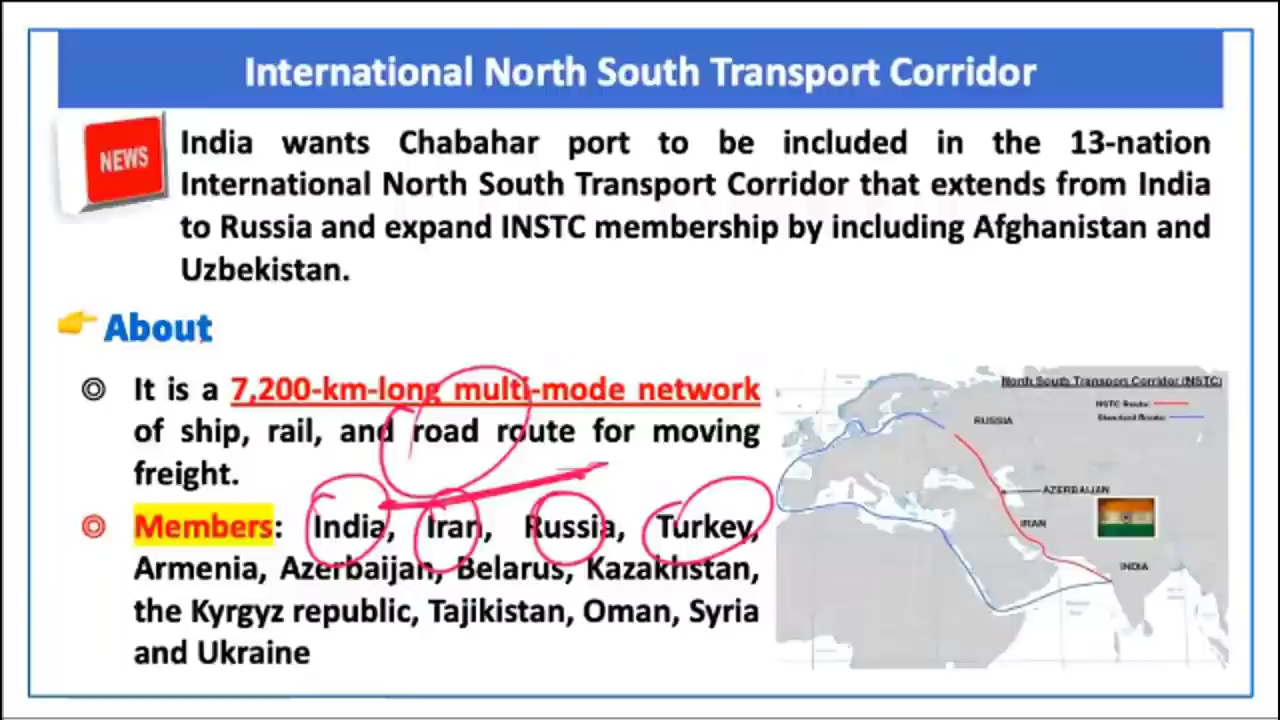 International North South Transport Corridor
NEWS
India wants Chabahar port to be included in the 13-nation
International North South Transport Corridor that extends from India
to Russia and expand INSTC membership by including Afghanistan and
Uzbekistan.
About
It is a 7,200-km-long multi-mode network
of ship, rail, and road route for moving
freight.
Members: India, Iran, Russia, Turkey,
Armenia, Azerbaijan, Belarus, Kazakhstan,
the Kyrgyz republic, Tajikistan, Oman, Syria
and Ukraine
North South Transport Corridor (NSTC)
NSTC Route:
Standard Route:
RUSSIA
AZERBAIJAN
IRAN
INDIA